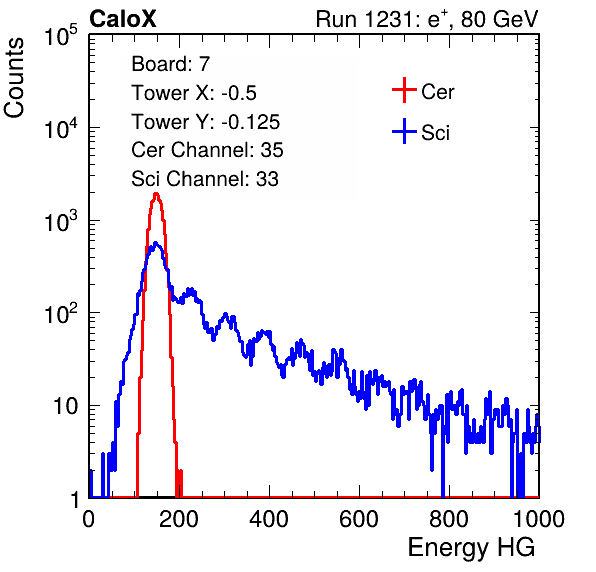 CaloX Run 1231: e⁺, 80 GeV
Counts
10⁵
10⁴
10³
10²
10
1
Board: 7
Tower X: -0.5
Tower Y: -0.125
Cer Channel: 35
Sci Channel: 33
Cer
Sci
0 200 400 600 800 1000
Energy HG